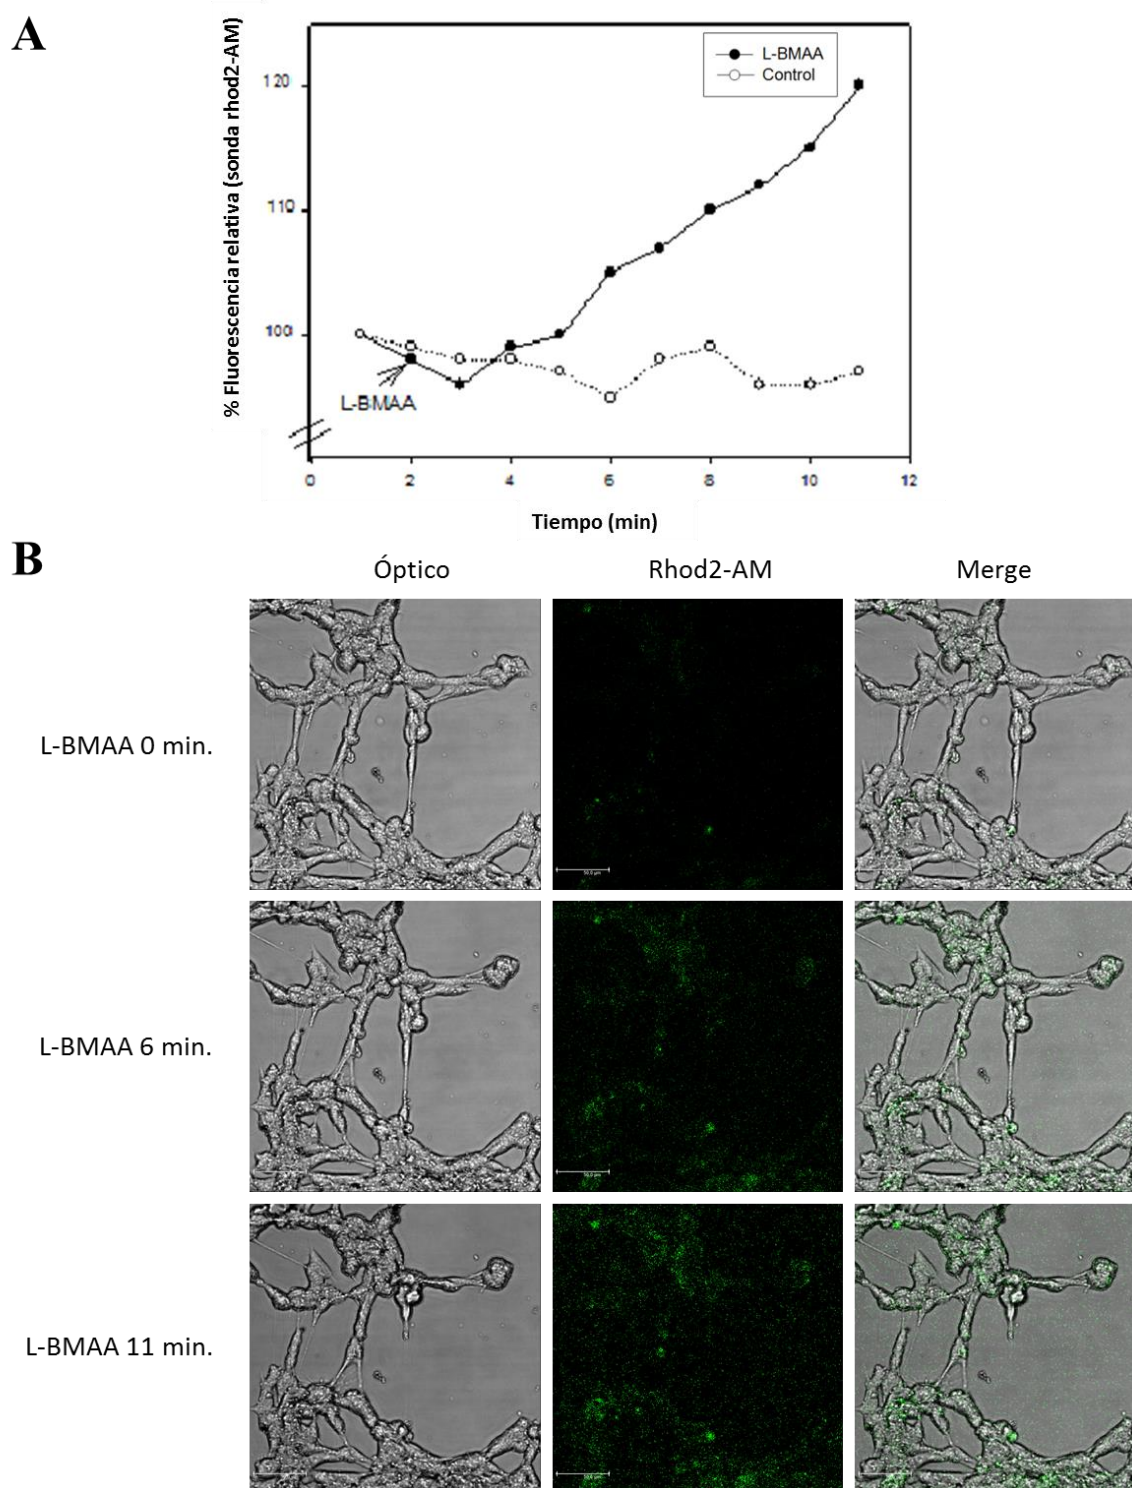 A
% Fluorescencia relativa (sonda rhod2-AM)
L-BMAA
Control
120
110
100
L-BMAA
0 2 4 6 8 10 12
Tiempo (min)
B
Óptico Rhod2-AM Merge
L-BMAA 0 min.
L-BMAA 6 min.
L-BMAA 11 min.